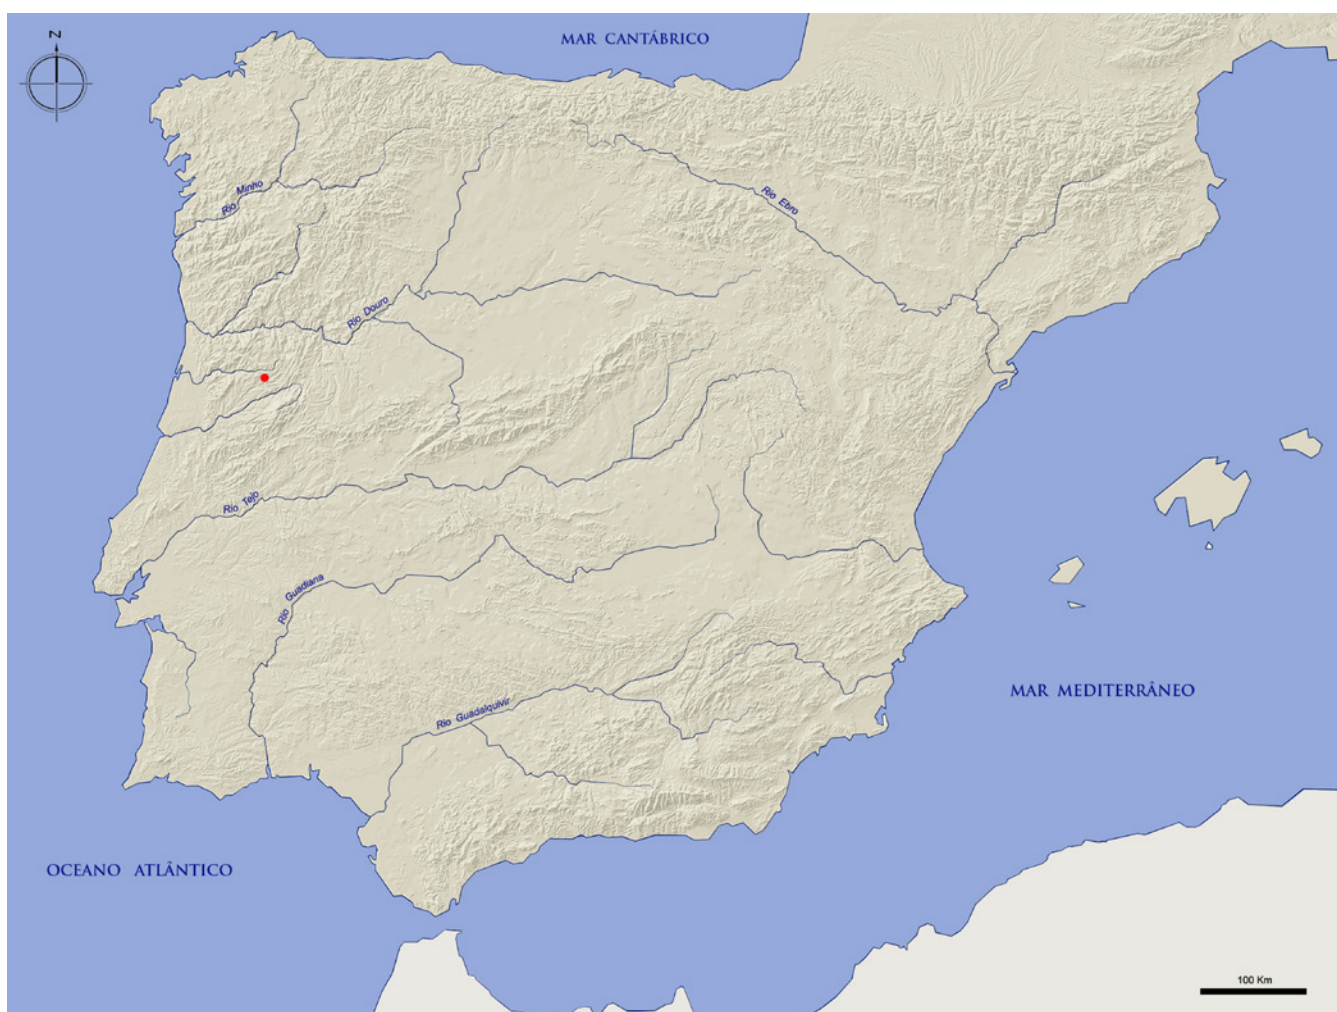 N
MAR CANTÁBRICO
Rio Minho
Rio Ebro
Rio Douro
Rio Tejo
Rio Guadiana
MAR MEDITERRÂNEO
Rio Guadalquivir
OCEANO ATLÂNTICO
100 Km